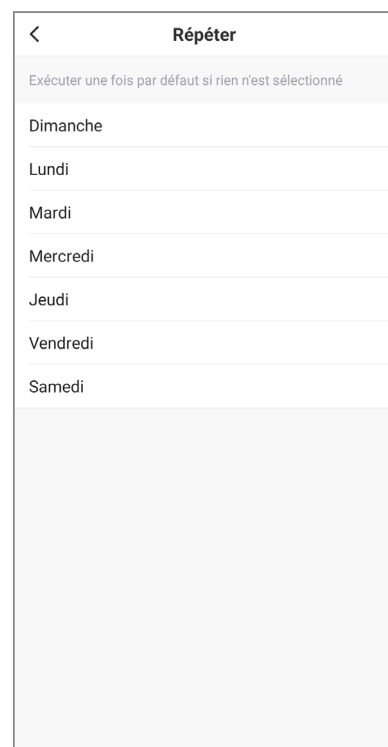 Répéter
Exécuter une fois par défaut si rien n'est sélectionné
Dimanche
Lundi
Mardi
Mercredi
Jeudi
Vendredi
Samedi